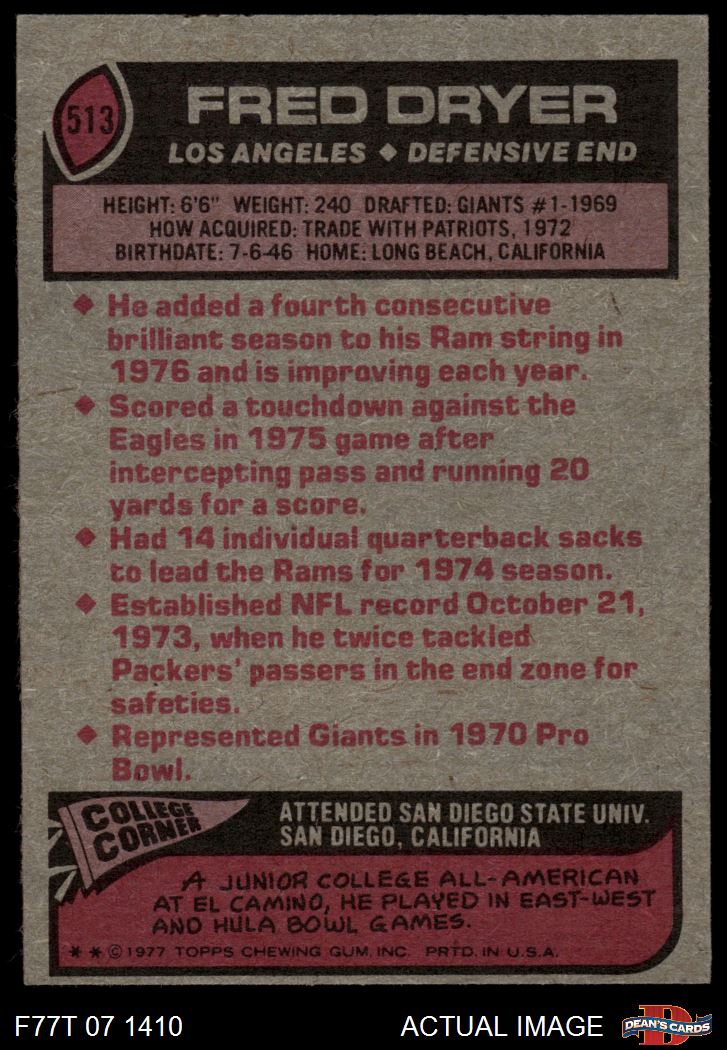 513
FRED DRYER
LOS ANGELES ◆ DEFENSIVE END
HEIGHT: 6'6" WEIGHT: 240 DRAFTED: GIANTS #1-1969
HOW ACQUIRED: TRADE WITH PATRIOTS, 1972
BIRTHDATE: 7-6-46 HOME: LONG BEACH, CALIFORNIA
◆ He added a fourth consecutive
brilliant season to his Ram string in
1976 and is improving each year.
◆ Scored a touchdown against the
Eagles in 1975 game after
intercepting pass and running 20
yards for a score.
◆ Had 14 individual quarterback sacks
to lead the Rams for 1974 season.
◆ Established NFL record October 21,
1973, when he twice tackled
Packers' passers in the end zone for
safeties.
◆ Represented Giants in 1970 Pro
Bowl.
COLLEGE
CORNER
ATTENDED SAN DIEGO STATE UNIV.
SAN DIEGO, CALIFORNIA
A JUNIOR COLLEGE ALL-AMERICAN
AT EL CAMINO, HE PLAYED IN EAST-WEST
AND HULA BOWL GAMES.
* * © 1977 TOPPS CHEWING GUM, INC. PRTD. IN U.S.A.
F77T 07 1410
ACTUAL IMAGE
D
DEAN'S CARDS